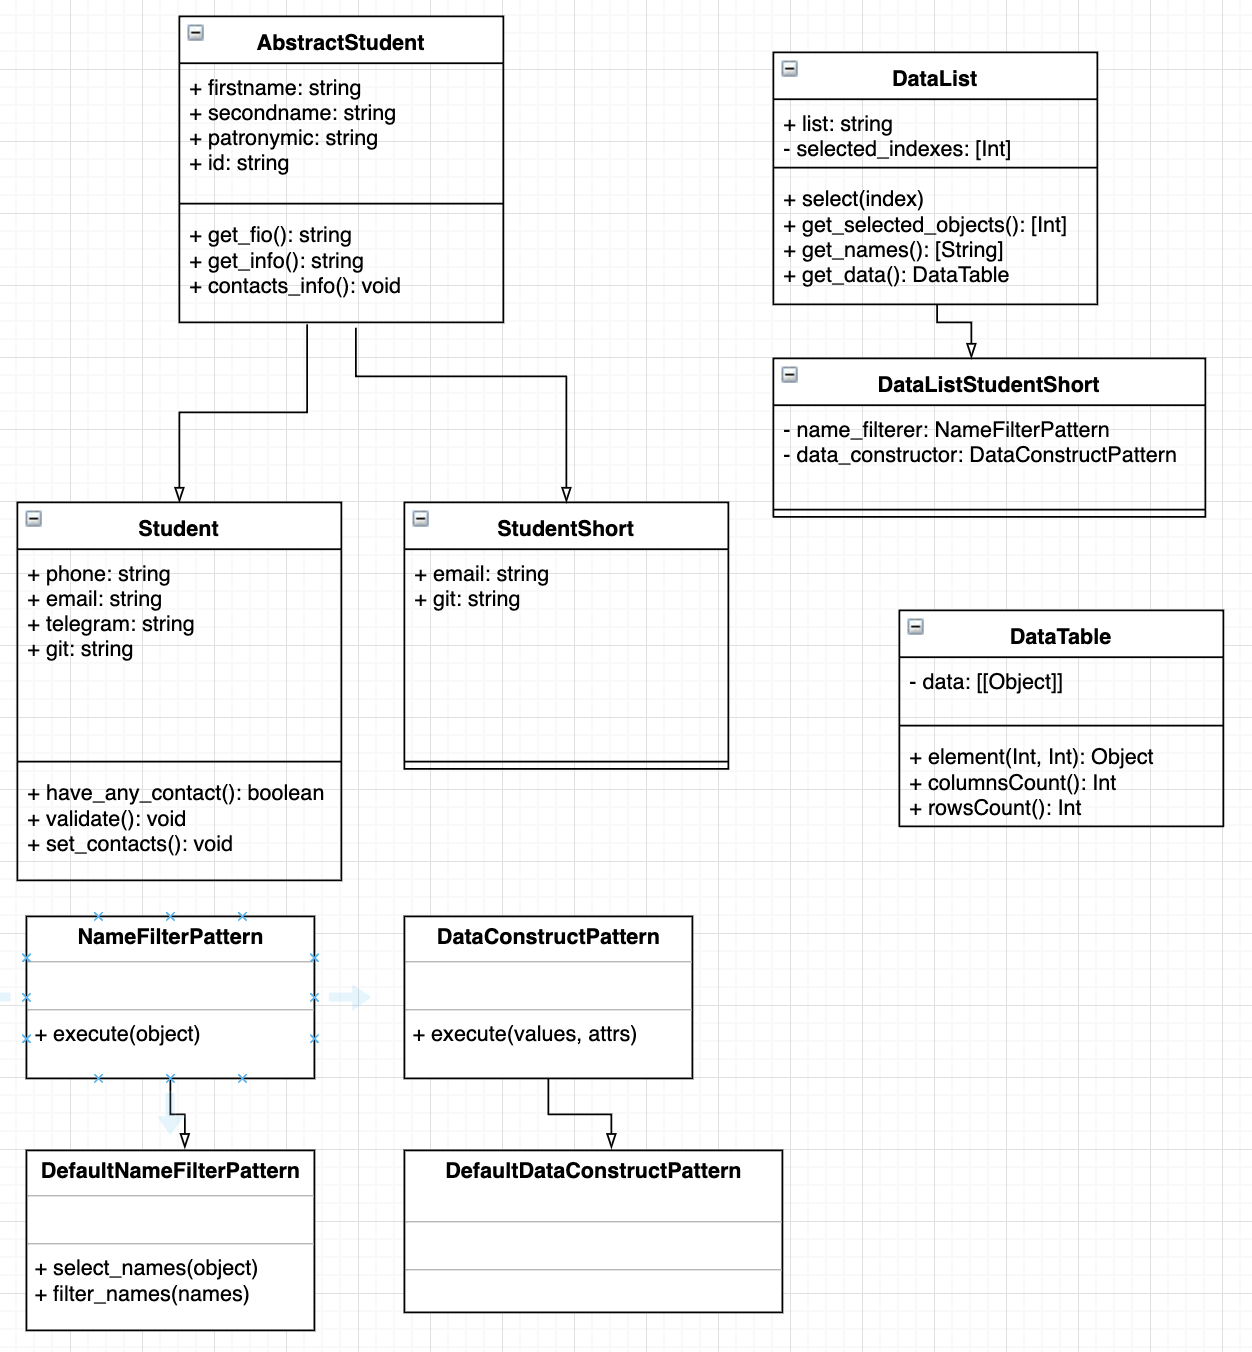 AbstractStudent
+ firstname: string
+ secondname: string
+ patronymic: string
+ id: string
+ get_fio(): string
+ get_info(): string
+ contacts_info(): void
DataList
+ list: string
- selected_indexes: [Int]
+ select(index)
+ get_selected_objects(): [Int]
+ get_names(): [String]
+ get_data(): DataTable
DataListStudentShort
- name_filterer: NameFilterPattern
- data_constructor: DataConstructPattern
Student
+ phone: string
+ email: string
+ telegram: string
+ git: string
+ have_any_contact(): boolean
+ validate(): void
+ set_contacts(): void
StudentShort
+ email: string
+ git: string
DataTable
- data: [[Object]]
+ element(Int, Int): Object
+ columnsCount(): Int
+ rowsCount(): Int
NameFilterPattern
+ execute(object)
DataConstructPattern
+ execute(values, attrs)
DefaultNameFilterPattern
+ select_names(object)
+ filter_names(names)
DefaultDataConstructPattern